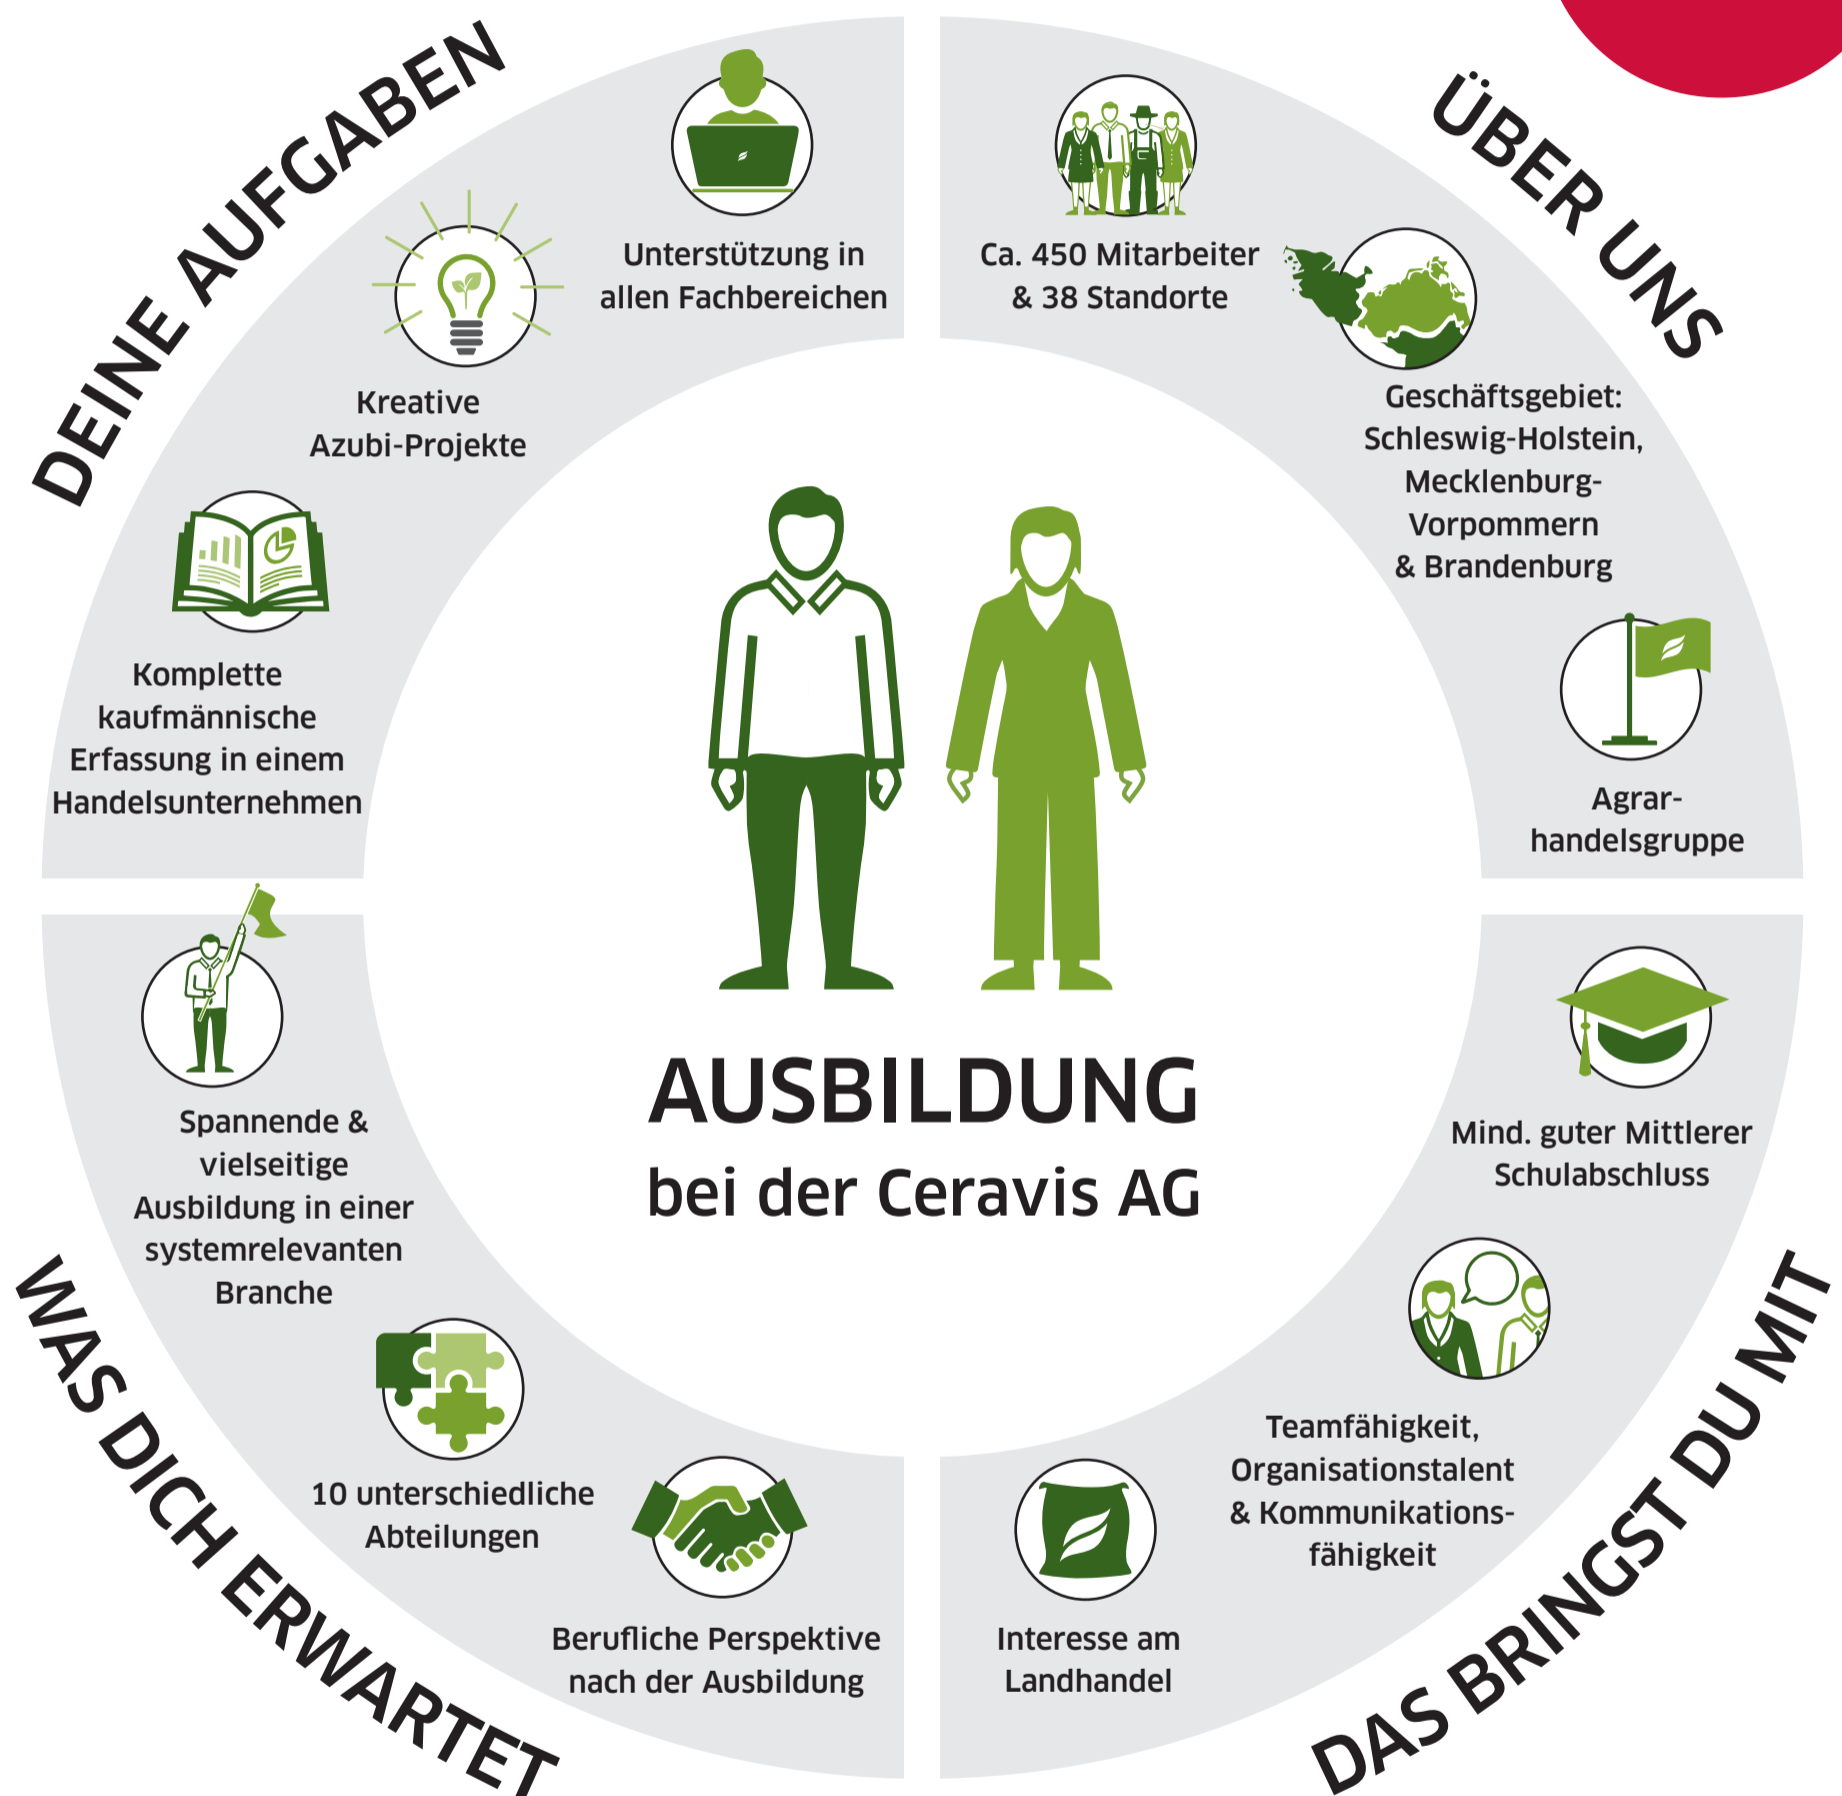 DEINE AUFGABEN
Unterstützung in
allen Fachbereichen
Kreative
Azubi-Projekte
Komplette
kaufmännische
Erfassung in einem
Handelsunternehmen
ÜBER UNS
Ca. 450 Mitarbeiter
& 38 Standorte
Geschäftsgebiet:
Schleswig-Holstein,
Mecklenburg-
Vorpommern
& Brandenburg
Agrar-
handelsgruppe
AUSBILDUNG
bei der Ceravis AG
WAS DICH ERWARTET
Spannende &
vielseitige
Ausbildung in einer
systemrelevanten
Branche
10 unterschiedliche
Abteilungen
Berufliche Perspektive
nach der Ausbildung
DAS BRINGST DU MIT
Mind. guter Mittlerer
Schulabschluss
Teamfähigkeit,
Organisationstalent
& Kommunikations-
fähigkeit
Interesse am
Landhandel